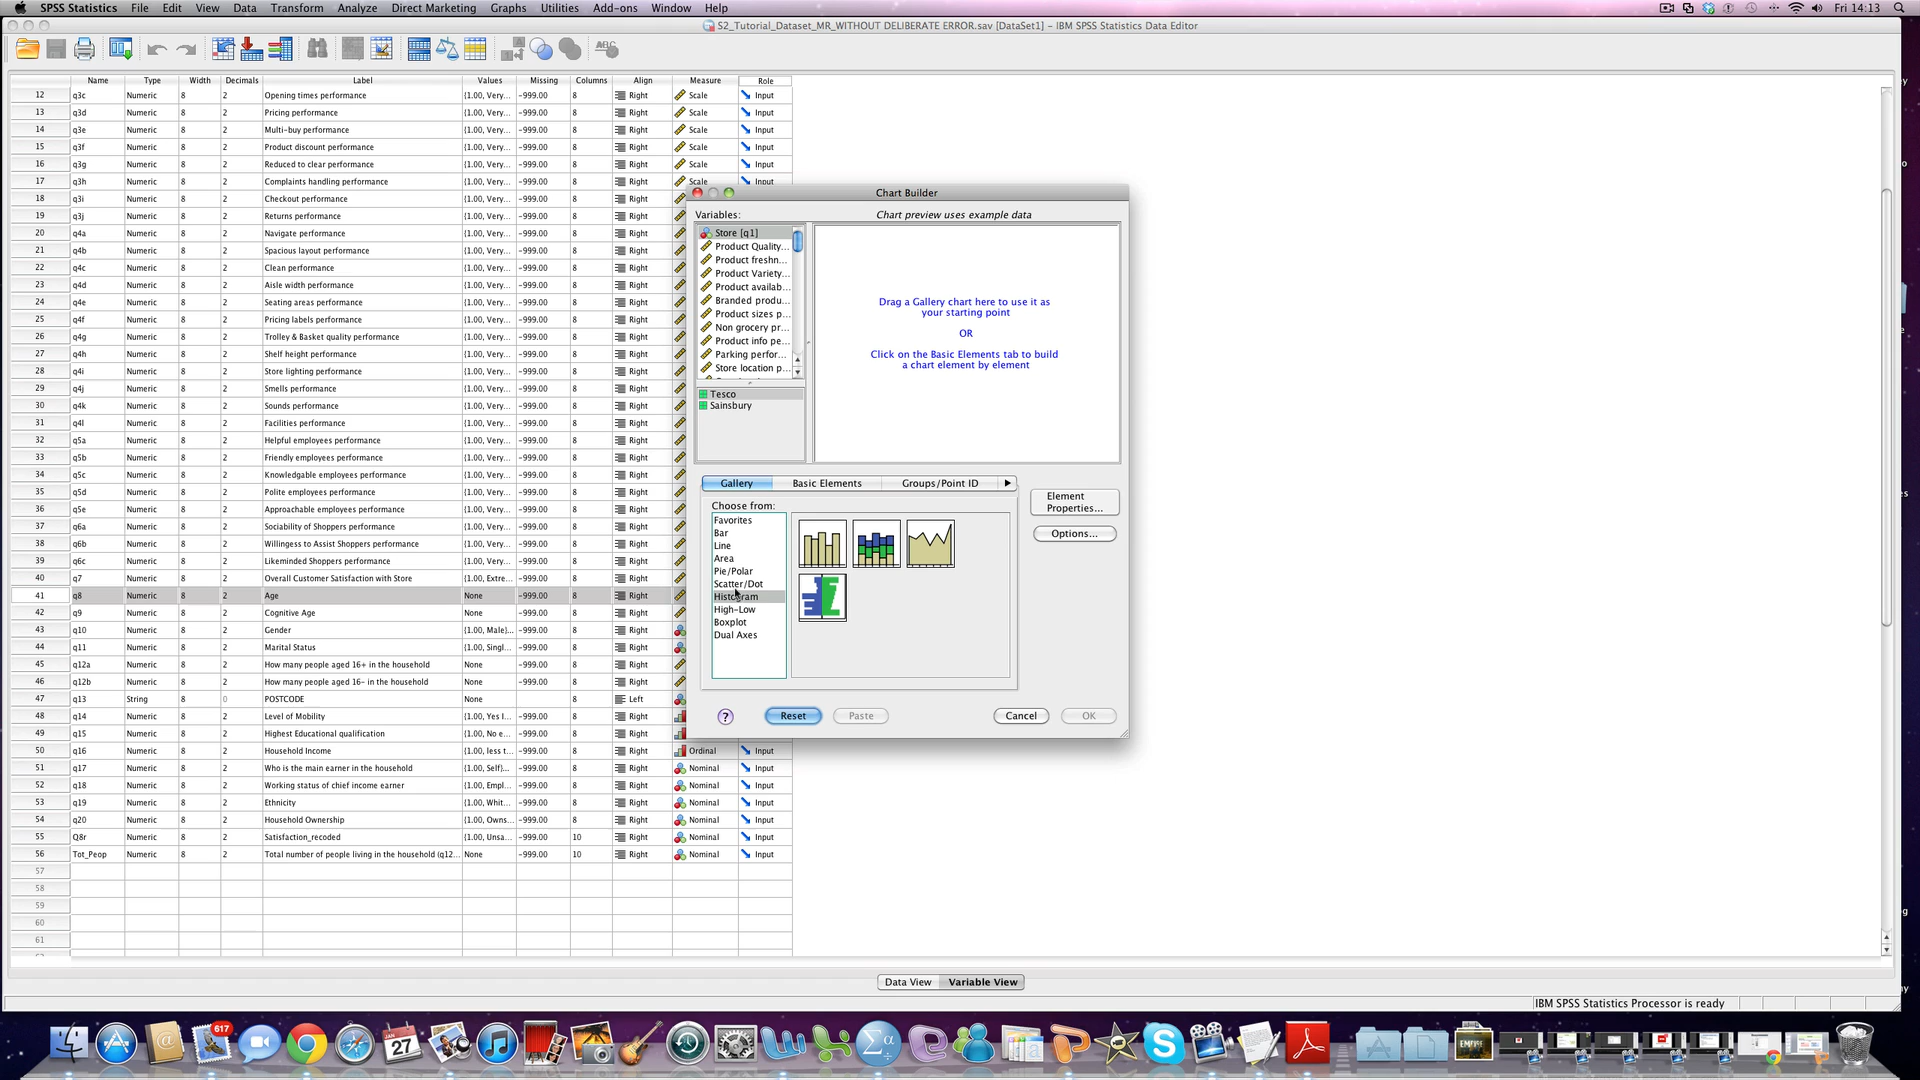 SPSS Statistics File Edit View Data Transform Analyze Direct Marketing Graphs Utilities Add-ons Window Help Fri 14:13
S2_Tutorial_Dataset_MR_WITHOUT DELIBERATE ERROR.sav [DataSet1] - IBM SPSS Statistics Data Editor
Name Type Width Decimals Label Values Missing Columns Align Measure Role
12 q3c Numeric 8 2 Opening times performance {1.00, Very... -999.00 8 Right Scale Input
13 q3d Numeric 8 2 Pricing performance {1.00, Very... -999.00 8 Right Scale Input
14 q3e Numeric 8 2 Multi-buy performance {1.00, Very... -999.00 8 Right Scale Input
15 q3f Numeric 8 2 Product discount performance {1.00, Very... -999.00 8 Right Scale Input
16 q3g Numeric 8 2 Reduced to clear performance {1.00, Very... -999.00 8 Right Scale Input
17 q3h Numeric 8 2 Complaints handling performance {1.00, Very... -999.00 8 Right Scale Input
18 q3i Numeric 8 2 Checkout performance {1.00, Very... -999.00 8 Right
19 q3j Numeric 8 2 Returns performance {1.00, Very... -999.00 8 Right
20 q4a Numeric 8 2 Navigate performance {1.00, Very... -999.00 8 Right
21 q4b Numeric 8 2 Spacious layout performance {1.00, Very... -999.00 8 Right
22 q4c Numeric 8 2 Clean performance {1.00, Very... -999.00 8 Right
23 q4d Numeric 8 2 Aisle width performance {1.00, Very... -999.00 8 Right
24 q4e Numeric 8 2 Seating areas performance {1.00, Very... -999.00 8 Right
25 q4f Numeric 8 2 Pricing labels performance {1.00, Very... -999.00 8 Right
26 q4g Numeric 8 2 Trolley & Basket quality performance {1.00, Very... -999.00 8 Right
27 q4h Numeric 8 2 Shelf height performance {1.00, Very... -999.00 8 Right
28 q4i Numeric 8 2 Store lighting performance {1.00, Very... -999.00 8 Right
29 q4j Numeric 8 2 Smells performance {1.00, Very... -999.00 8 Right
30 q4k Numeric 8 2 Sounds performance {1.00, Very... -999.00 8 Right
31 q4l Numeric 8 2 Facilities performance {1.00, Very... -999.00 8 Right
32 q5a Numeric 8 2 Helpful employees performance {1.00, Very... -999.00 8 Right
33 q5b Numeric 8 2 Friendly employees performance {1.00, Very... -999.00 8 Right
34 q5c Numeric 8 2 Knowledgable employees performance {1.00, Very... -999.00 8 Right
35 q5d Numeric 8 2 Polite employees performance {1.00, Very... -999.00 8 Right
36 q5e Numeric 8 2 Approachable employees performance {1.00, Very... -999.00 8 Right
37 q6a Numeric 8 2 Sociability of Shoppers performance {1.00, Very... -999.00 8 Right
38 q6b Numeric 8 2 Willingess to Assist Shoppers performance {1.00, Very... -999.00 8 Right
39 q6c Numeric 8 2 Likeminded Shoppers performance {1.00, Very... -999.00 8 Right
40 q7 Numeric 8 2 Overall Customer Satisfaction with Store {1.00, Extre... -999.00 8 Right
41 q8 Numeric 8 2 Age None -999.00 8 Right
42 q9 Numeric 8 2 Cognitive Age None -999.00 8 Right
43 q10 Numeric 8 2 Gender {1.00, Male}... -999.00 8 Right
44 q11 Numeric 8 2 Marital Status {1.00, Singl... -999.00 8 Right
45 q12a Numeric 8 2 How many people aged 16+ in the household None -999.00 8 Right
46 q12b Numeric 8 2 How many people aged 16- in the household None -999.00 8 Right
47 q13 String 8 0 POSTCODE None -999.00 8 Left
48 q14 Numeric 8 2 Level of Mobility {1.00, Yes I... -999.00 8 Right
49 q15 Numeric 8 2 Highest Educational qualification {1.00, No e... -999.00 8 Right
50 q16 Numeric 8 2 Household Income {1.00, less t... -999.00 8 Right Ordinal Input
51 q17 Numeric 8 2 Who is the main earner in the household {1.00, Self}... -999.00 8 Right Nominal Input
52 q18 Numeric 8 2 Working status of chief income earner {1.00, Empl... -999.00 8 Right Nominal Input
53 q19 Numeric 8 2 Ethnicity {1.00, Whit... -999.00 8 Right Nominal Input
54 q20 Numeric 8 2 Household Ownership {1.00, Owns... -999.00 8 Right Nominal Input
55 Q8r Numeric 8 2 Satisfaction_recoded {1.00, Unsa... -999.00 10 Right Nominal Input
56 Tot_Peop Numeric 8 2 Total number of people living in the household (q12... None -999.00 10 Right Nominal Input
57
58
59
60
61
Chart Builder
Variables:
Chart preview uses example data
Store [q1]
Product Quality...
Product freshn...
Product Variety...
Product availab...
Branded produ...
Product sizes p...
Non grocery pr...
Product info pe...
Parking perfor...
Store location p...
Tesco
Sainsbury
Drag a Gallery chart here to use it as
your starting point
OR
Click on the Basic Elements tab to build
a chart element by element
Gallery Basic Elements Groups/Point ID
Choose from:
Favorites
Bar
Line
Area
Pie/Polar
Scatter/Dot
Histogram
High-Low
Boxplot
Dual Axes
Element
Properties...
Options...
? Reset Paste Cancel OK
Data View Variable View
IBM SPSS Statistics Processor is ready
617
JAN
27
EMPIRE